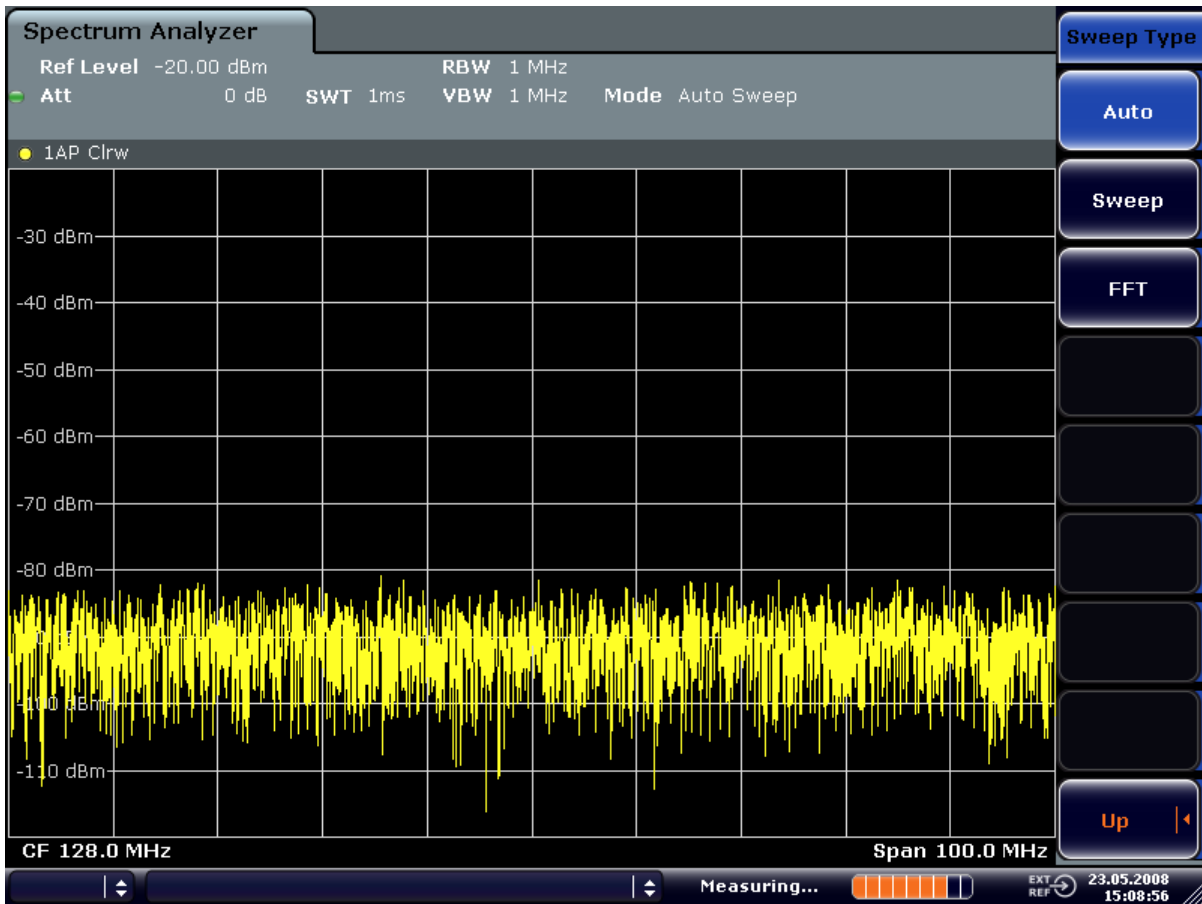 Spectrum Analyzer
Ref Level -20.00 dBm RBW 1 MHz
Att 0 dB SWT 1ms VBW 1 MHz Mode Auto Sweep
1AP Clrw
-30 dBm
-40 dBm
-50 dBm
-60 dBm
-70 dBm
-80 dBm
-100 dBm
-110 dBm
CF 128.0 MHz Span 100.0 MHz
Measuring... EXT REF 23.05.2008 15:08:56
Sweep Type
Auto
Sweep
FFT
Up